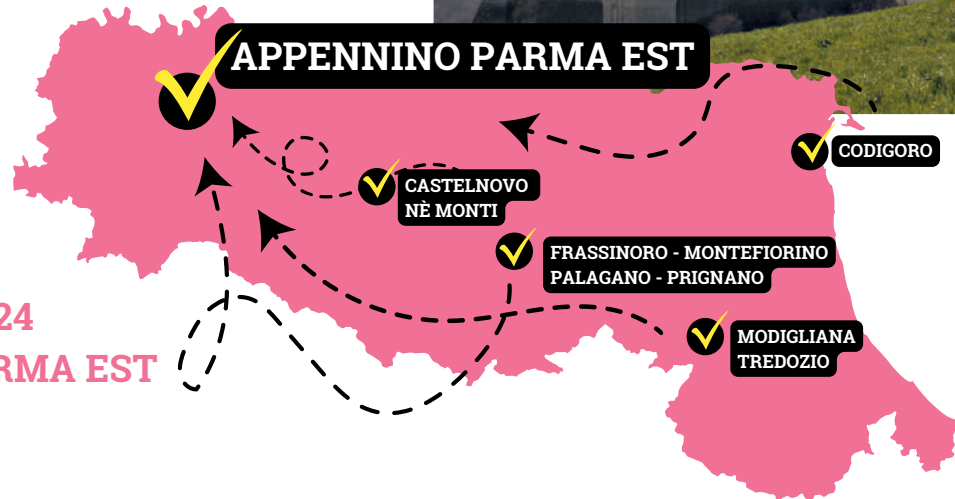 APPENNINO PARMA EST
CODIGORO
CASTELNOVO
NÈ MONTI
FRASSINORO - MONTEFIORINO
PALAGANO - PRIGNANO
MODIGLIANA
TREDOZIO
24
RMA EST